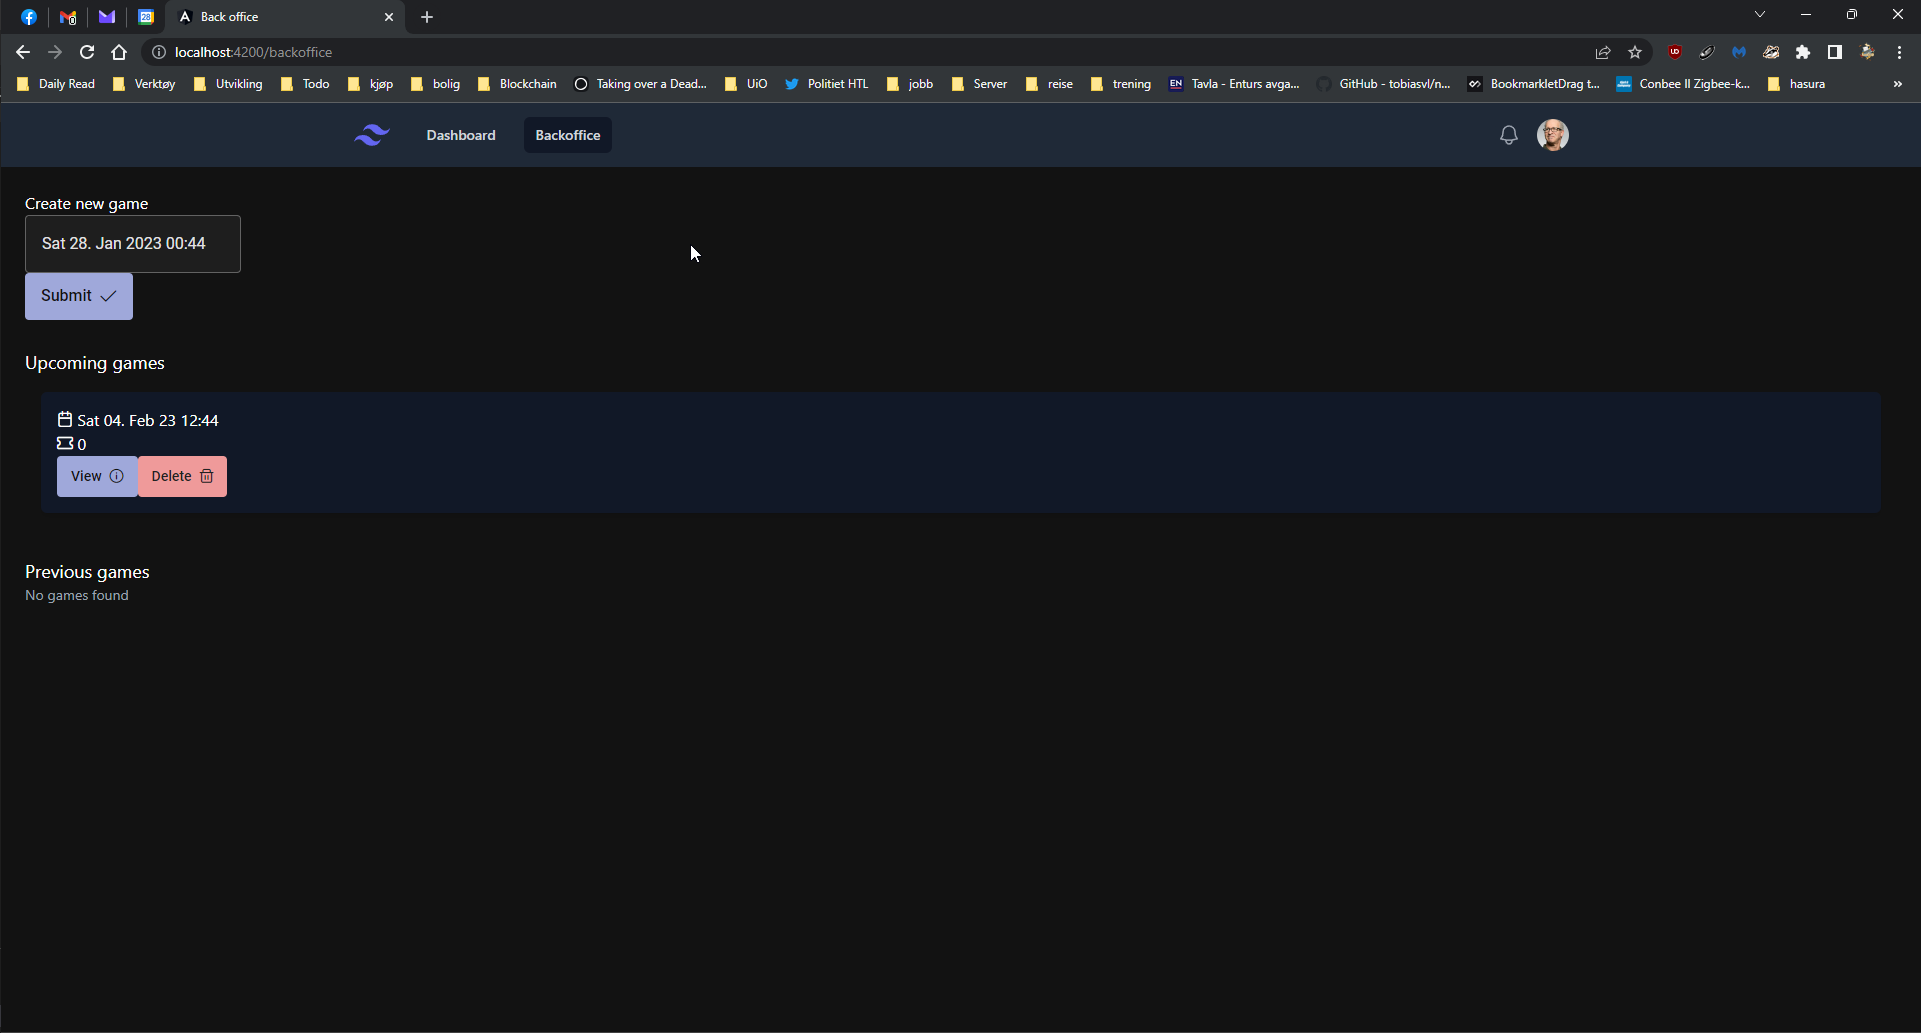 28 Back office
localhost:4200/backoffice
Daily Read Verktøy Utvikling Todo kjøp bolig Blockchain Taking over a Dead... UiO Politiet HTL jobb Server reise trening EN Tavla - Enturs avga... GitHub - tobiasvl/n... BookmarkletDrag t... Conbee II Zigbee-k... hasura »
Dashboard Backoffice
Create new game
Sat 28. Jan 2023 00:44
Submit
Upcoming games
Sat 04. Feb 23 12:44
0
View Delete
Previous games
No games found